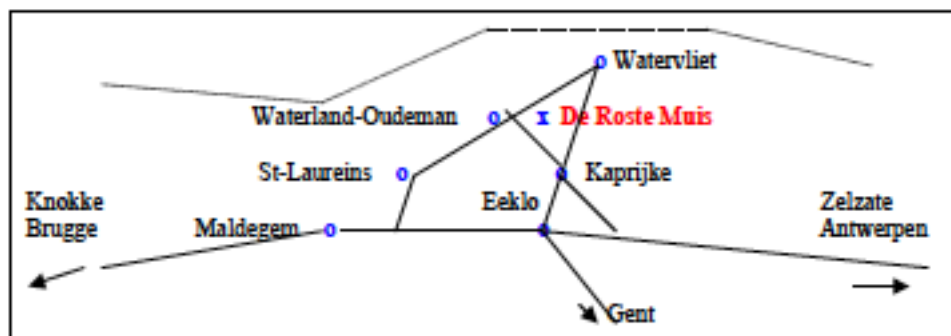 Watervliet
Waterland-Oudeman x De Roste Muis
St-Laureins Kaprijke
Knokke Eeklo Zelzate
Brugge Maldegem Antwerpen
Gent